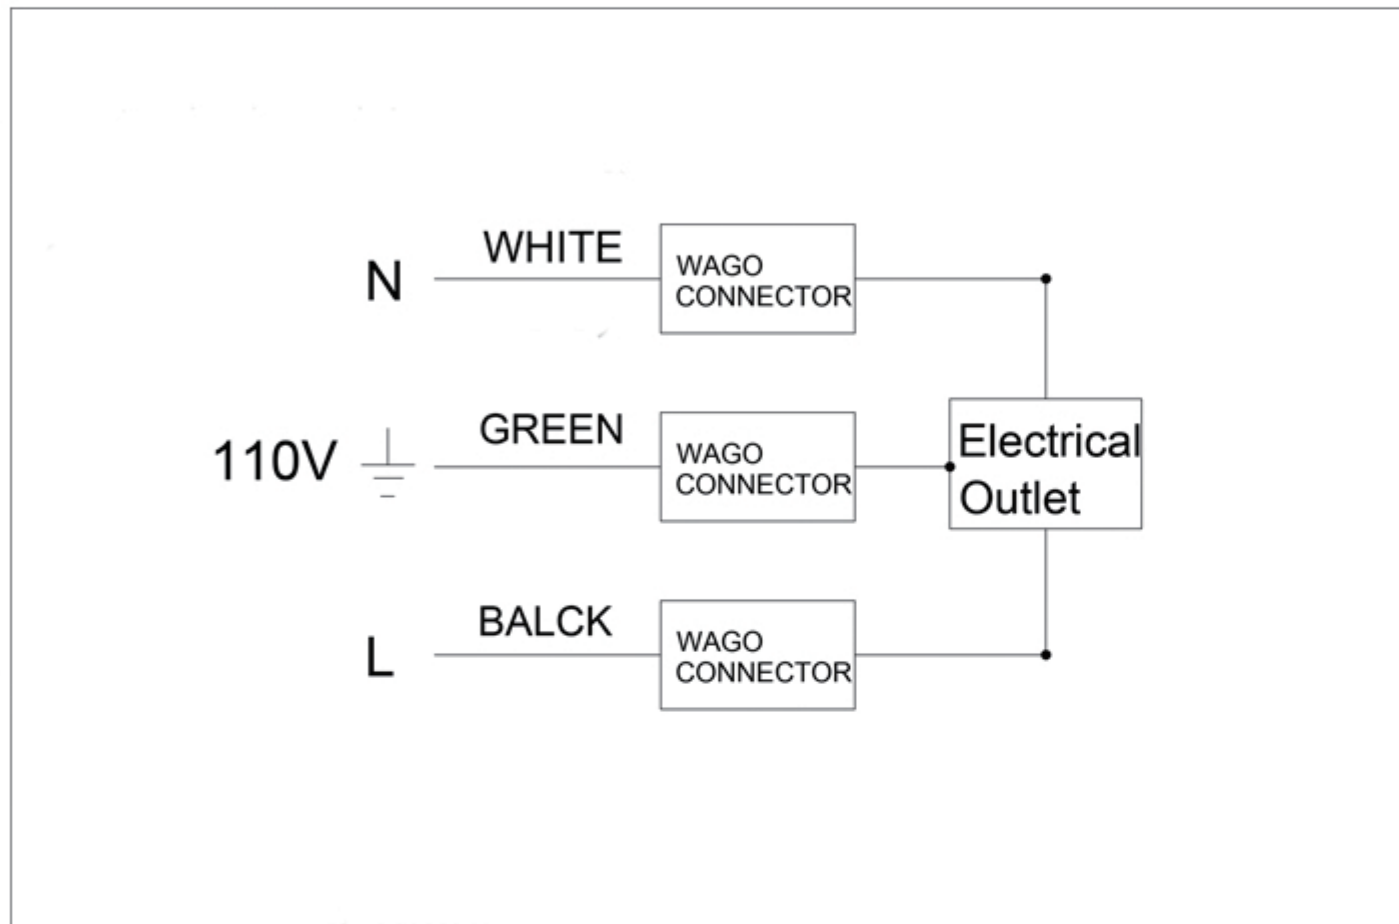 N
WHITE
WAGO
CONNECTOR
110V
GREEN
WAGO
CONNECTOR
Electrical
Outlet
L
BALCK
WAGO
CONNECTOR